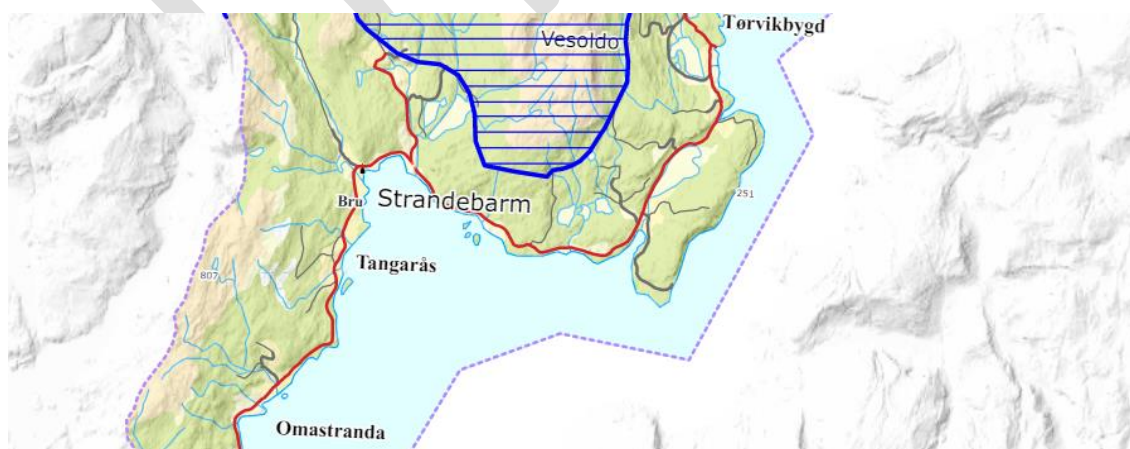 Tørvikbygd
Vesoldo
251
Bru
Strandebarm
Tangarås
807
Omastranda